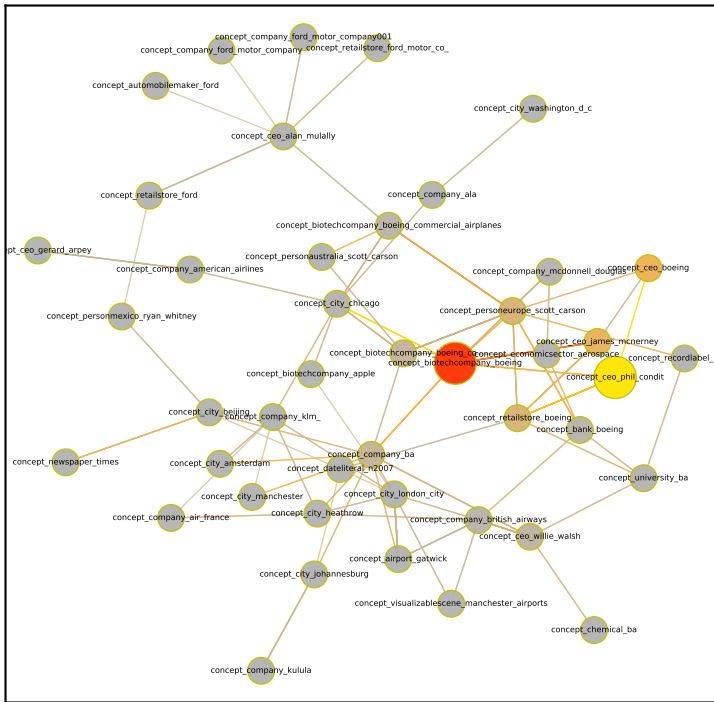 concept_company_ford_motor_company001
concept_company_ford_motor_company
concept_retailstore_ford_motor_co_
concept_automobilemaker_ford
concept_city_washington_d_c
concept_ceo_alan_mulally
concept_retailstore_ford
concept_company_ala
concept_biotechcompany_boeing_commercial_airplanes
pt_ceo_gerard_arpey
concept_personaustralia_scott_carson
concept_company_american_airlines
concept_company_mcdonnell_douglas
concept_ceo_boeing
concept_city_chicago
concept_personeurope_scott_carson
concept_personmexico_ryan_whitney
concept_ceo_james_mcnerney
concept_biotechcompany_boeing_co
concept_economicsector_aerospace
concept_recordlabel_
concept_biotechcompany_boeing
concept_biotechcompany_apple
concept_ceo_phil_condit
concept_city_beijing
concept_company_klm_
concept_retailstore_boeing
concept_bank_boeing
concept_company_ba
concept_newspaper_times
concept_city_amsterdam
concept_dateliteral_n2007
concept_university_ba
concept_city_manchester
concept_city_london_city
concept_company_air_france
concept_city_heathrow
concept_company_british_airways
concept_ceo_willie_walsh
concept_airport_gatwick
concept_city_johannesburg
concept_visualizablescene_manchester_airports
concept_chemical_ba
concept_company_kulula